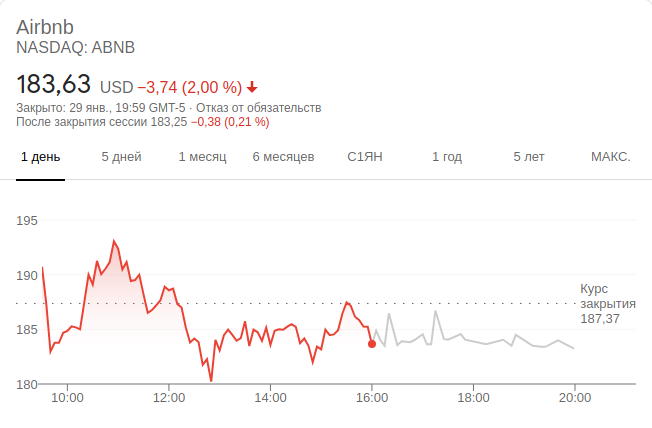 Airbnb
NASDAQ: ABNB
183,63 USD −3,74 (2,00 %)
Закрыто: 29 янв., 19:59 GMT-5 · Отказ от обязательств
После закрытия сессии 183,25 −0,38 (0,21 %)
1 день 5 дней 1 месяц 6 месяцев С1ЯН 1 год 5 лет МАКС.
195
190
Курс
закрытия
187,37
185
180
10:00 12:00 14:00 16:00 18:00 20:00